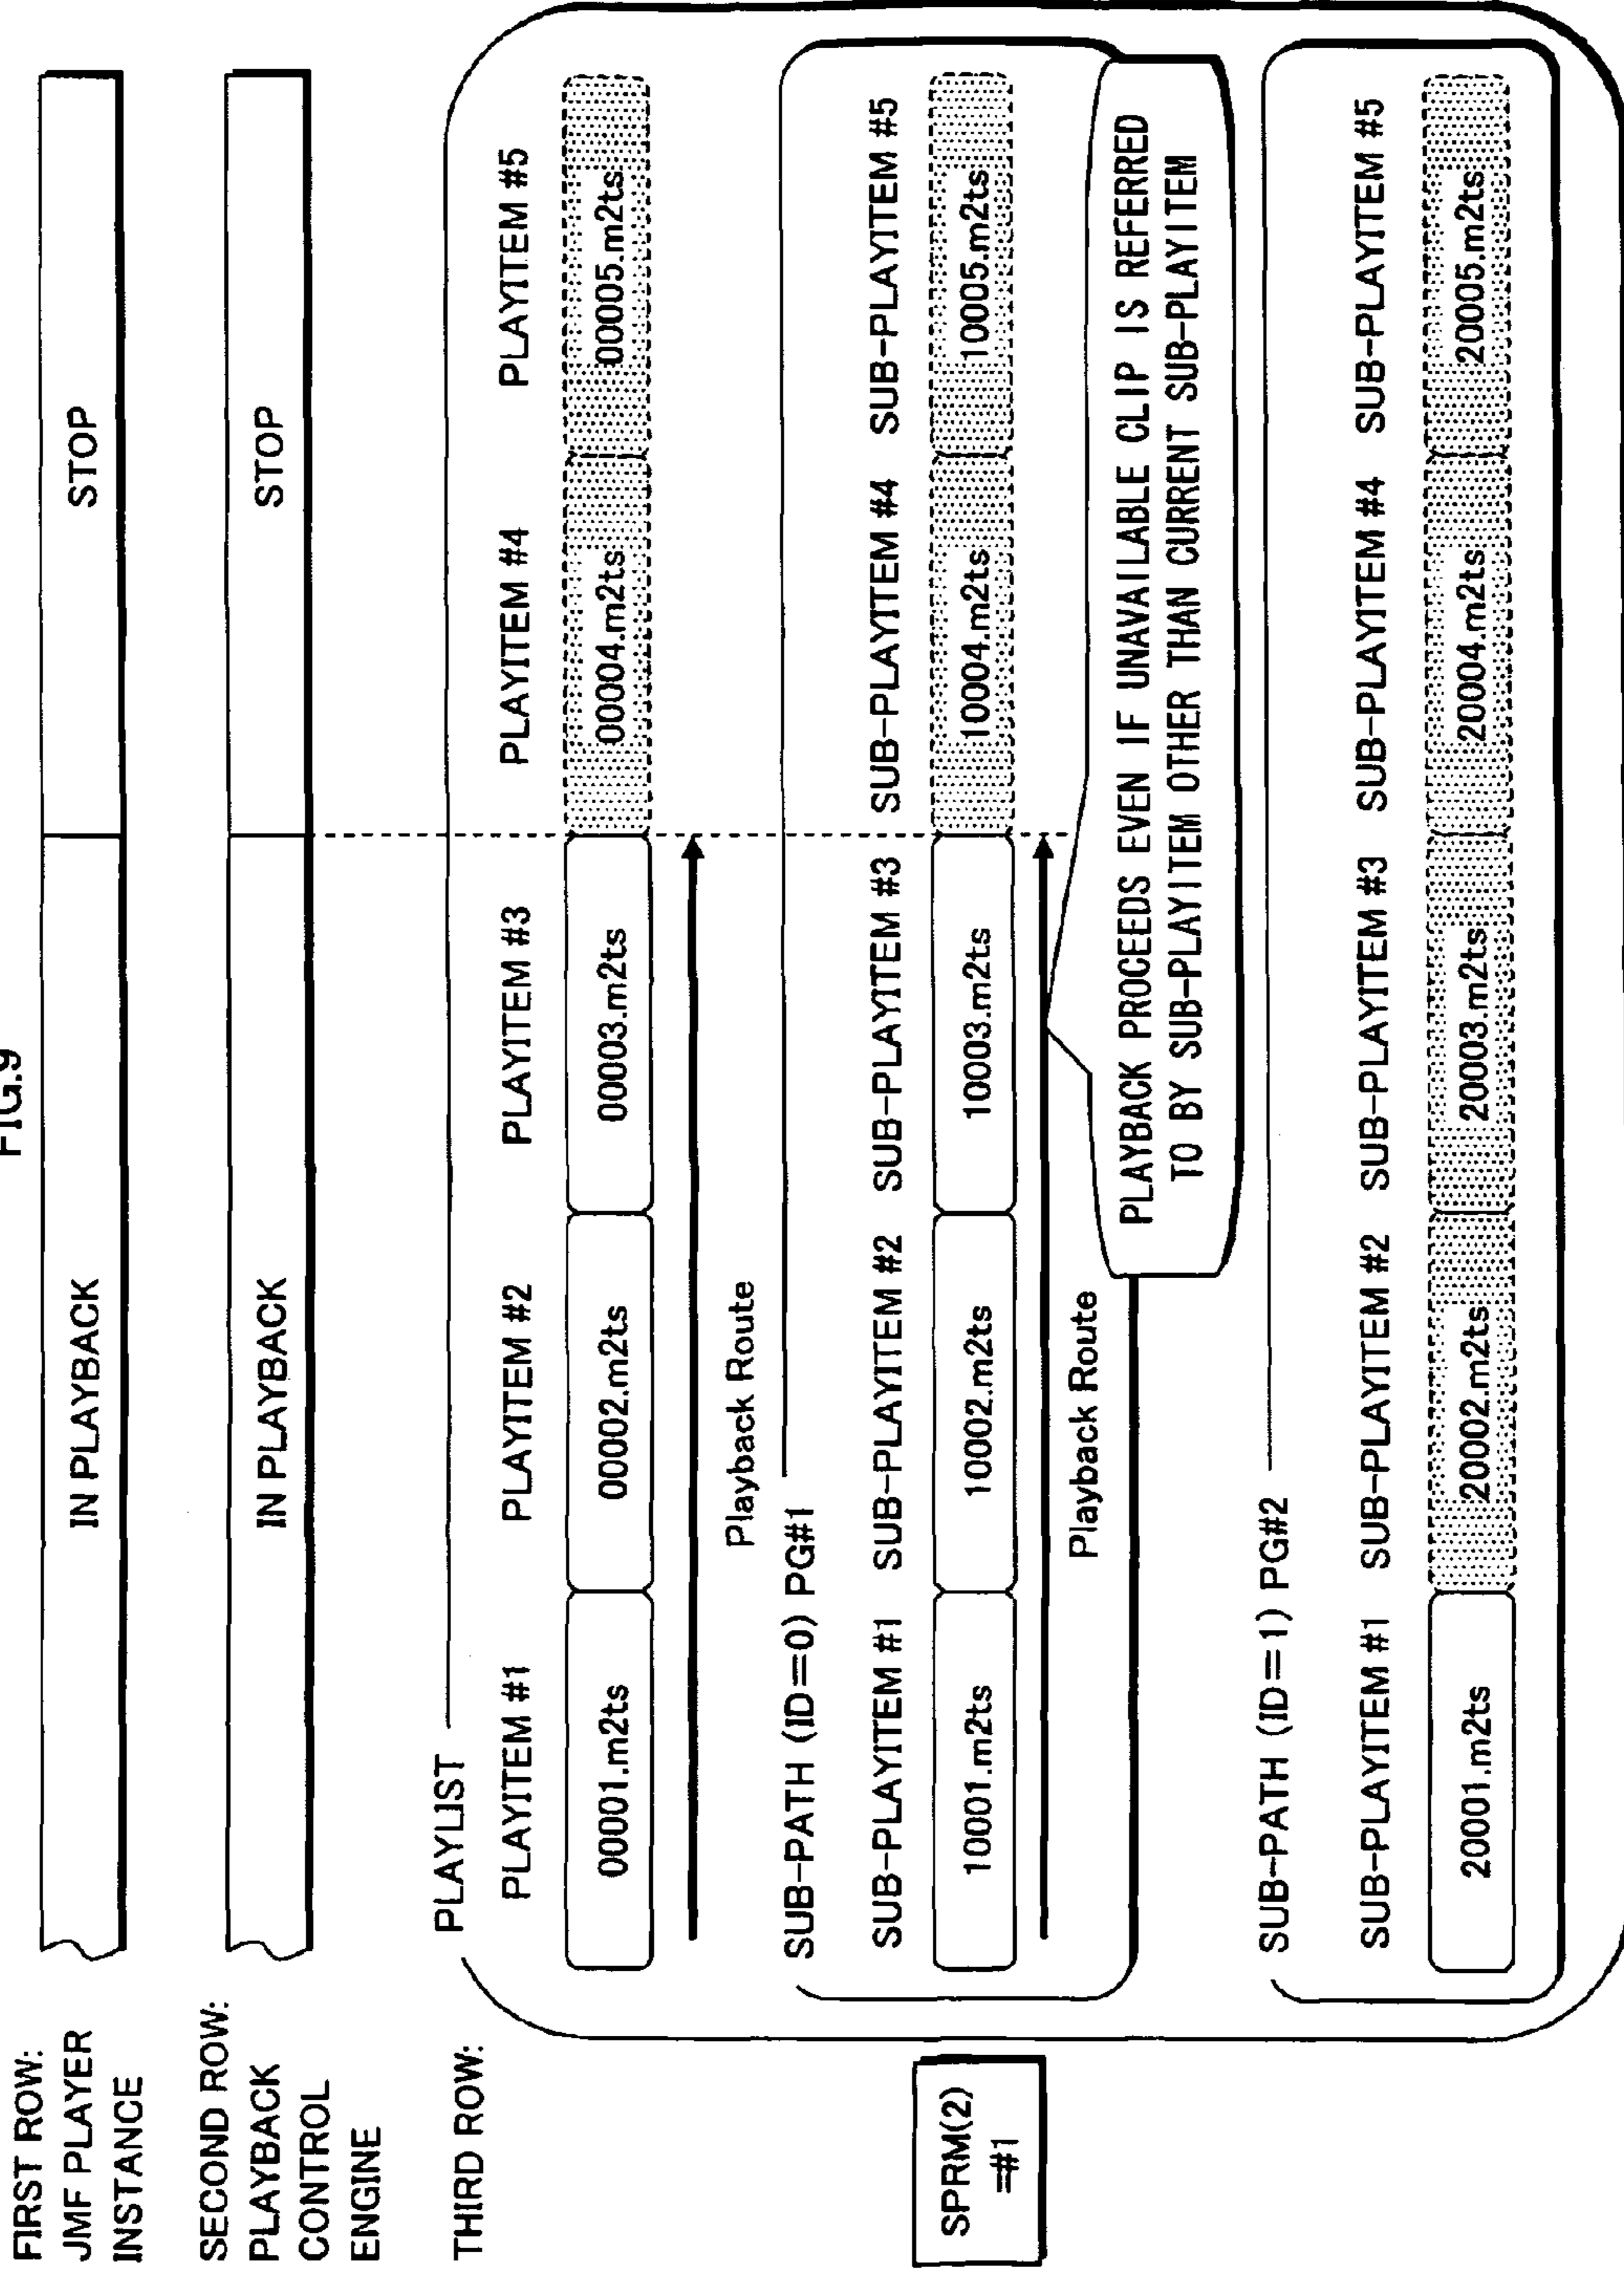 FIG.9
FIRST ROW:
JMF PLAYER
INSTANCE
IN PLAYBACK
STOP
SECOND ROW:
PLAYBACK
CONTROL
ENGINE
IN PLAYBACK
STOP
THIRD ROW:
PLAYLIST
PLAYITEM #1
PLAYITEM #2
PLAYITEM #3
PLAYITEM #4
PLAYITEM #5
00001.m2ts
00002.m2ts
00003.m2ts
00004.m2ts
00005.m2ts
Playback Route
SUB-PATH (ID=0) PG#1
SUB-PLAYITEM #1
SUB-PLAYITEM #2
SUB-PLAYITEM #3
SUB-PLAYITEM #4
SUB-PLAYITEM #5
SPRM(2)
=#1
10001.m2ts
10002.m2ts
10003.m2ts
10004.m2ts
10005.m2ts
Playback Route
PLAYBACK PROCEEDS EVEN IF UNAVAILABLE CLIP IS REFERRED
TO BY SUB-PLAYITEM OTHER THAN CURRENT SUB-PLAYITEM
SUB-PATH (ID=1) PG#2
SUB-PLAYITEM #1
SUB-PLAYITEM #2
SUB-PLAYITEM #3
SUB-PLAYITEM #4
SUB-PLAYITEM #5
20001.m2ts
20002.m2ts
20003.m2ts
20004.m2ts
20005.m2ts